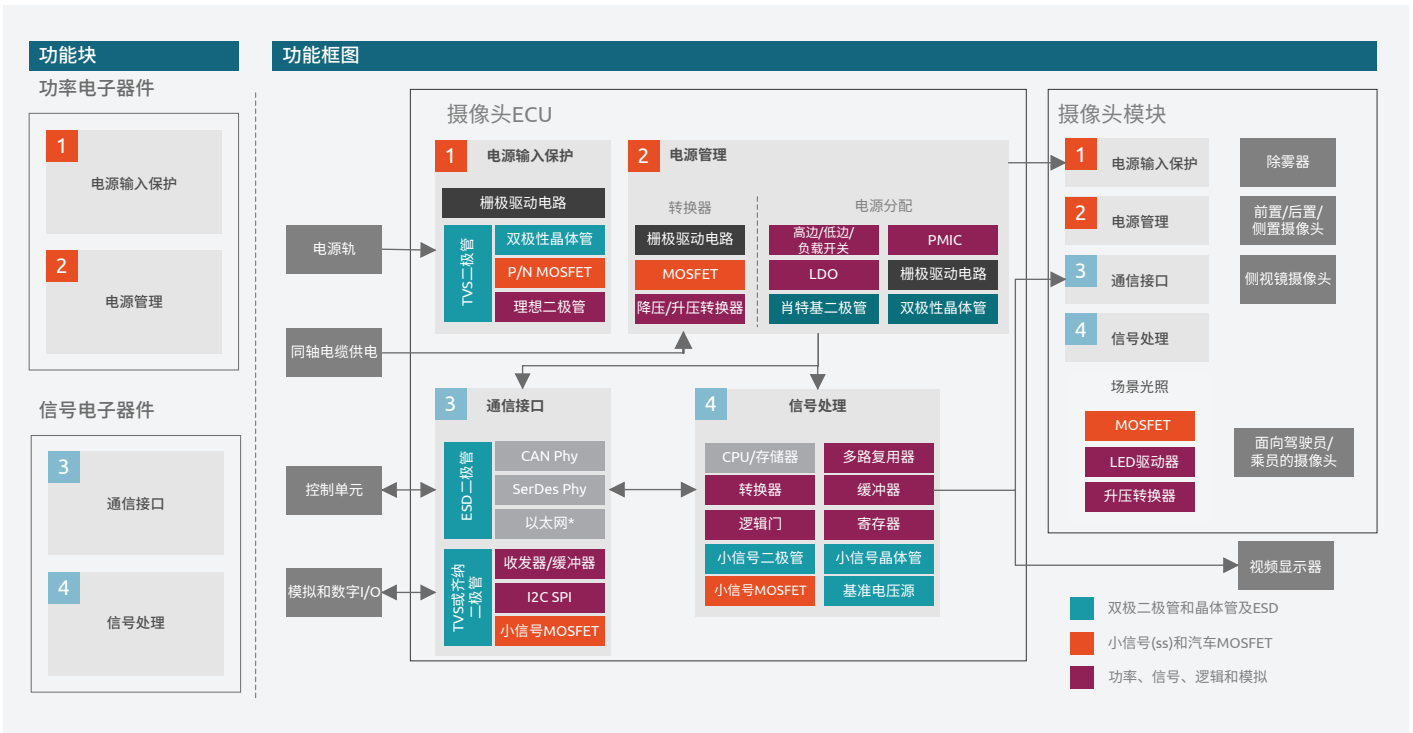 功能块
功能框图
功率电子器件
1
电源输入保护
2
电源管理
信号电子器件
3
通信接口
4
信号处理
电源轨
同轴电缆供电
控制单元
模拟和数字I/O
摄像头ECU
1
电源输入保护
栅极驱动电路
TVS二极管
双极性晶体管
P/N MOSFET
理想二极管
2
电源管理
转换器
栅极驱动电路
MOSFET
降压/升压转换器
电源分配
高边/低边/
负载开关
PMIC
LDO
栅极驱动电路
肖特基二极管
双极性晶体管
3
通信接口
ESD二极管
CAN Phy
SerDes Phy
以太网*
TVS或齐纳
二极管
收发器/缓冲器
I2C SPI
小信号MOSFET
4
信号处理
CPU/存储器
多路复用器
转换器
缓冲器
逻辑门
寄存器
小信号二极管
小信号晶体管
小信号MOSFET
基准电压源
摄像头模块
1
电源输入保护
除雾器
2
电源管理
前置/后置/
侧置摄像头
3
通信接口
侧视镜摄像头
4
信号处理
场景光照
MOSFET
LED驱动器
升压转换器
面向驾驶员/
乘员的摄像头
视频显示器
双极二极管和晶体管及ESD
小信号(ss)和汽车MOSFET
功率、信号、逻辑和模拟